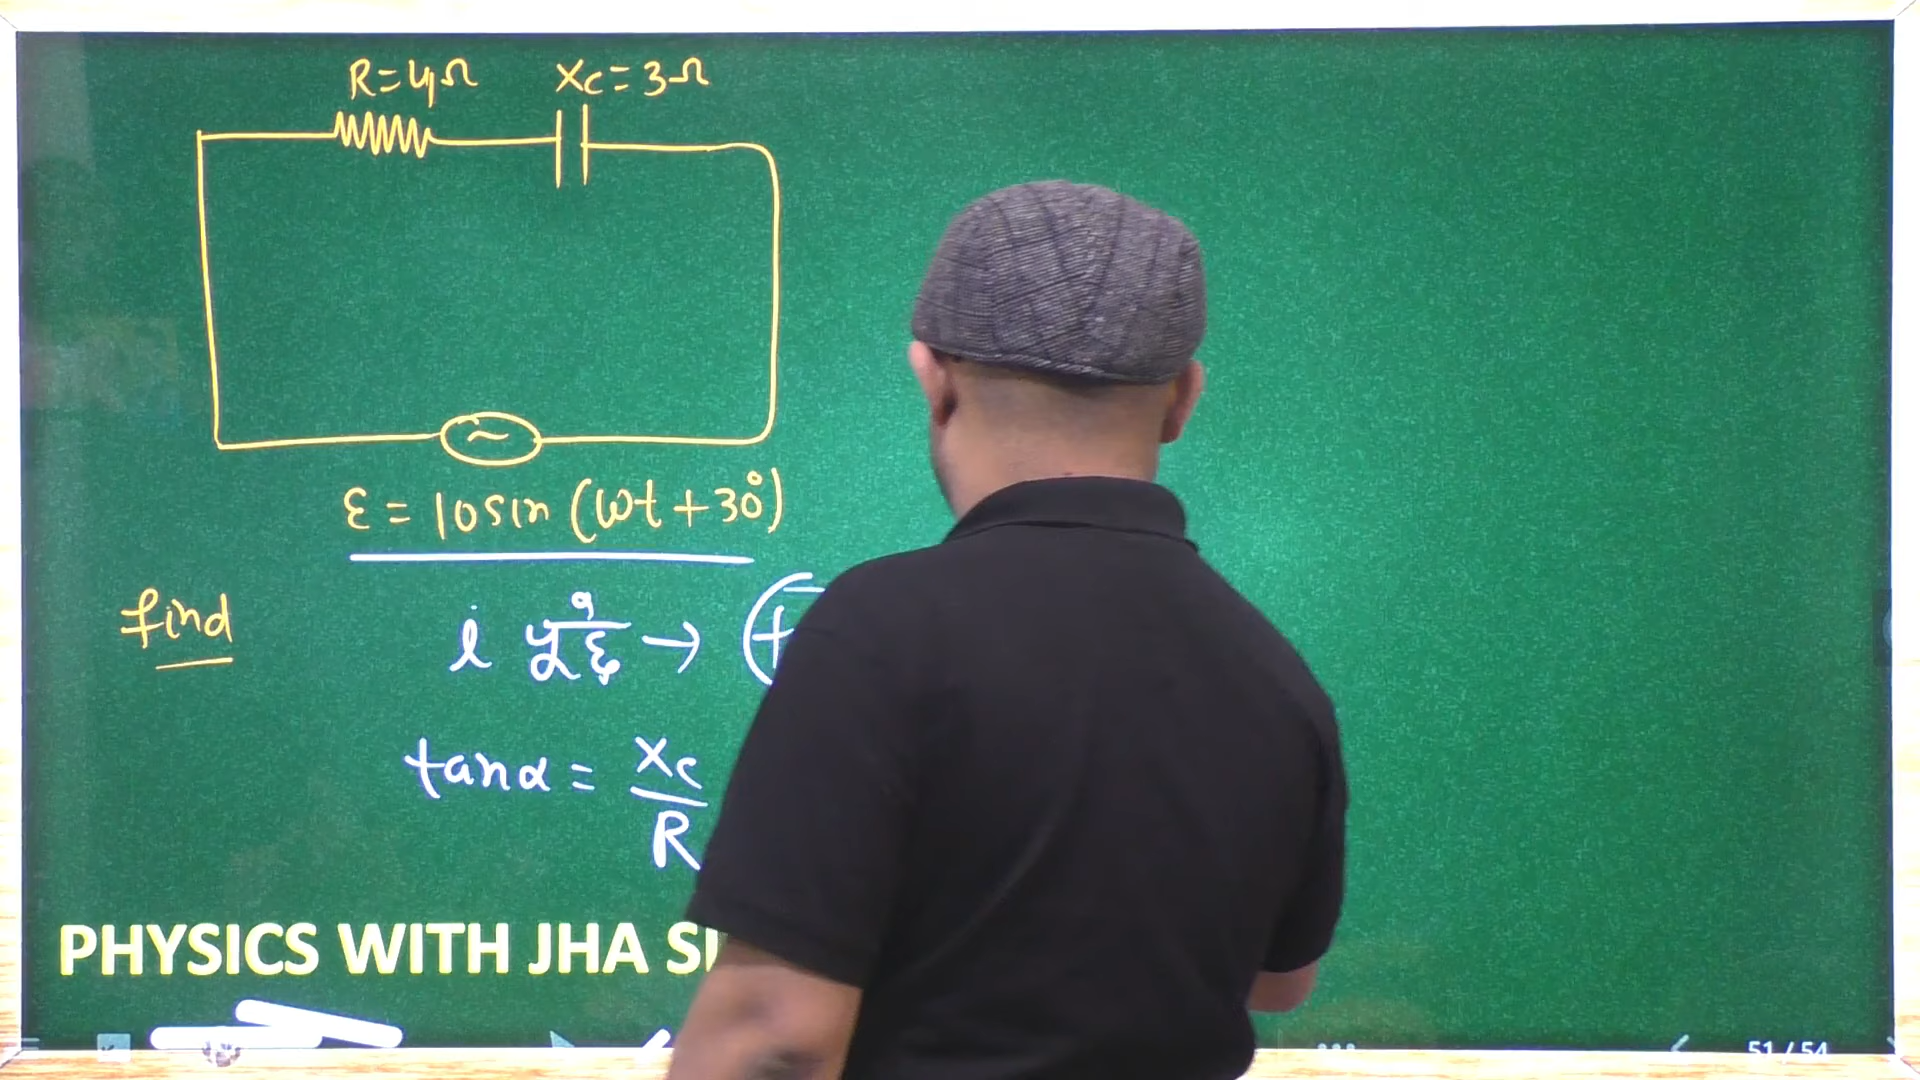 R=4Ω Xc=3Ω
~
ε = 10sin (ωt+30°)
find
i →
tanα = Xc/R
PHYSICS WITH JHA
51 / 54